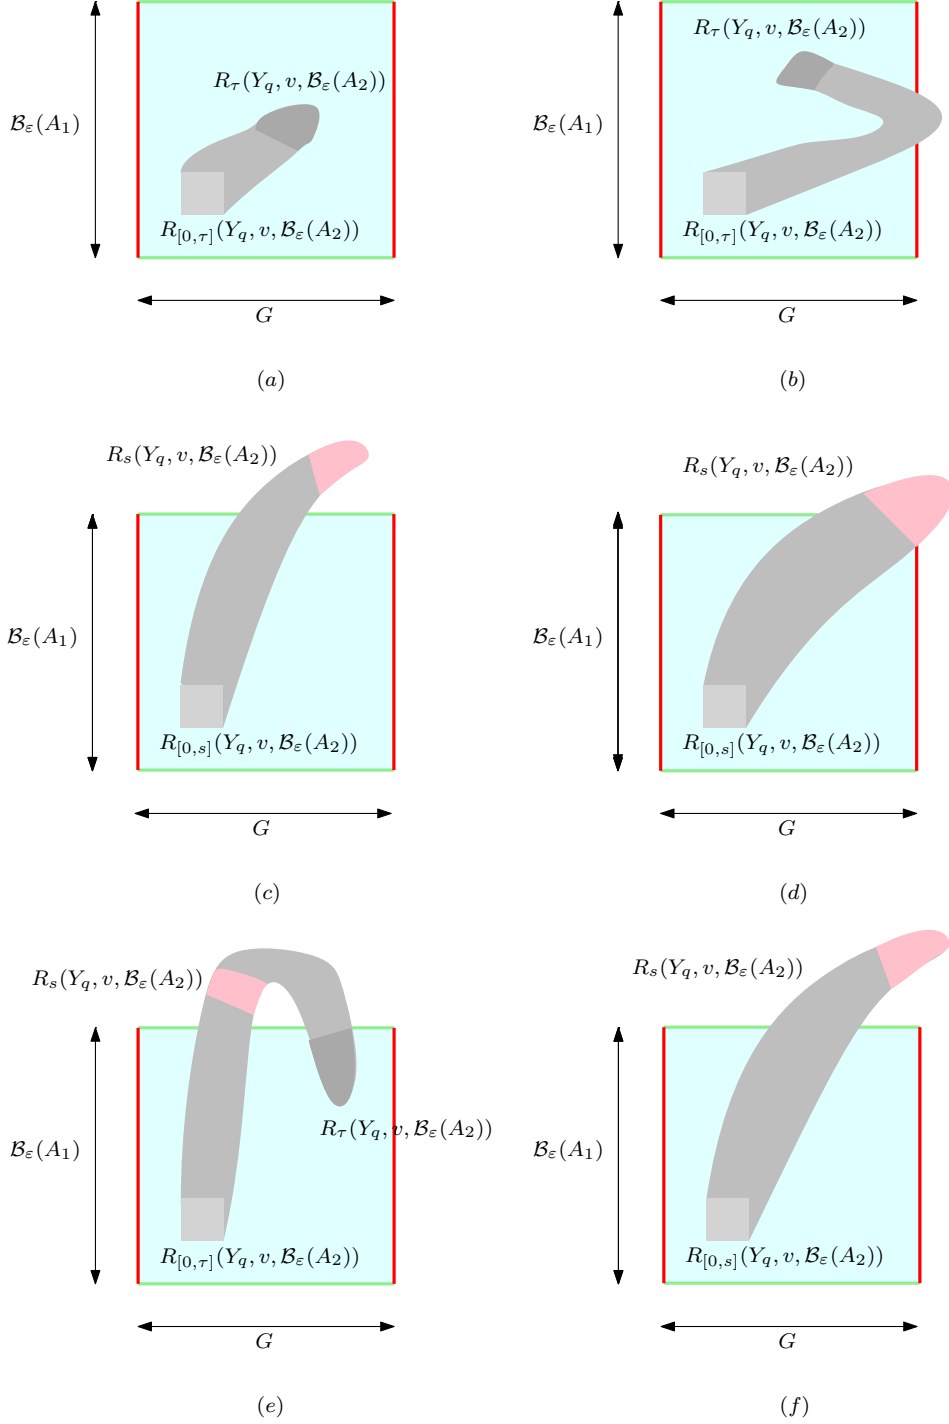 R_τ(Y_q, v, ℬ_ε(A_2))
ℬ_ε(A_1)
R_{[0,τ]}(Y_q, v, ℬ_ε(A_2))
G
(a)
R_τ(Y_q, v, ℬ_ε(A_2))
ℬ_ε(A_1)
R_{[0,τ]}(Y_q, v, ℬ_ε(A_2))
G
(b)
R_s(Y_q, v, ℬ_ε(A_2))
ℬ_ε(A_1)
R_{[0,s]}(Y_q, v, ℬ_ε(A_2))
G
(c)
R_s(Y_q, v, ℬ_ε(A_2))
ℬ_ε(A_1)
R_{[0,s]}(Y_q, v, ℬ_ε(A_2))
G
(d)
R_s(Y_q, v, ℬ_ε(A_2))
ℬ_ε(A_1)
R_τ(Y_q, v, ℬ_ε(A_2))
R_{[0,τ]}(Y_q, v, ℬ_ε(A_2))
G
(e)
R_s(Y_q, v, ℬ_ε(A_2))
ℬ_ε(A_1)
R_{[0,s]}(Y_q, v, ℬ_ε(A_2))
G
(f)